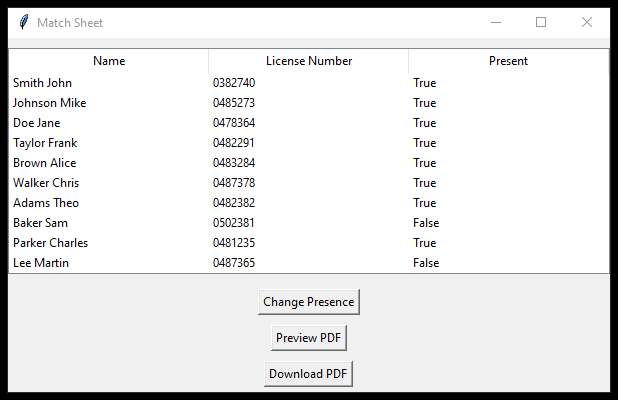 Match Sheet
Name License Number Present
Smith John 0382740 True
Johnson Mike 0485273 True
Doe Jane 0478364 True
Taylor Frank 0482291 True
Brown Alice 0483284 True
Walker Chris 0487378 True
Adams Theo 0482382 True
Baker Sam 0502381 False
Parker Charles 0481235 True
Lee Martin 0487365 False
Change Presence
Preview PDF
Download PDF